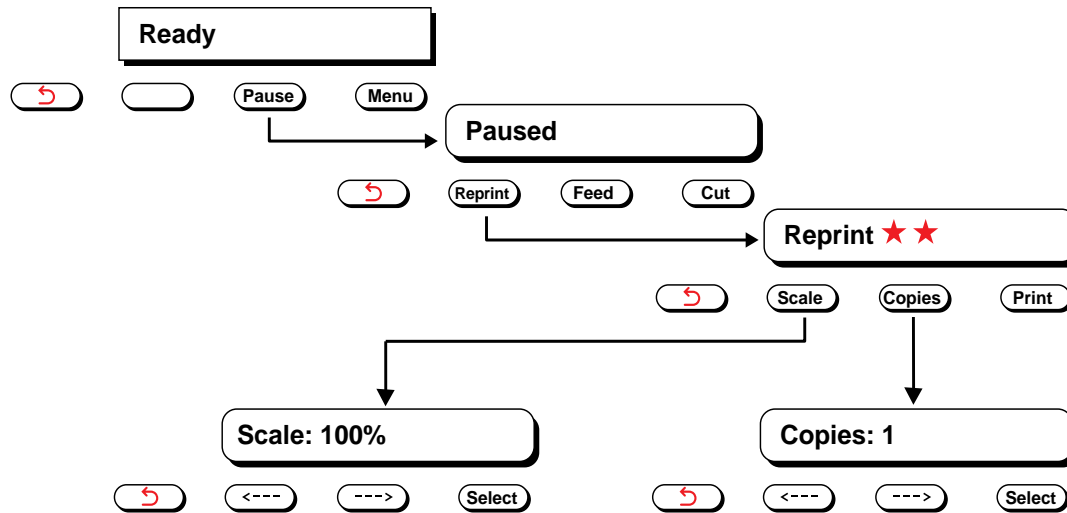 Ready
Pause Menu
Paused
Reprint Feed Cut
Reprint ★ ★
Scale Copies Print
Scale: 100% Copies: 1
<--- ---> Select <--- ---> Select